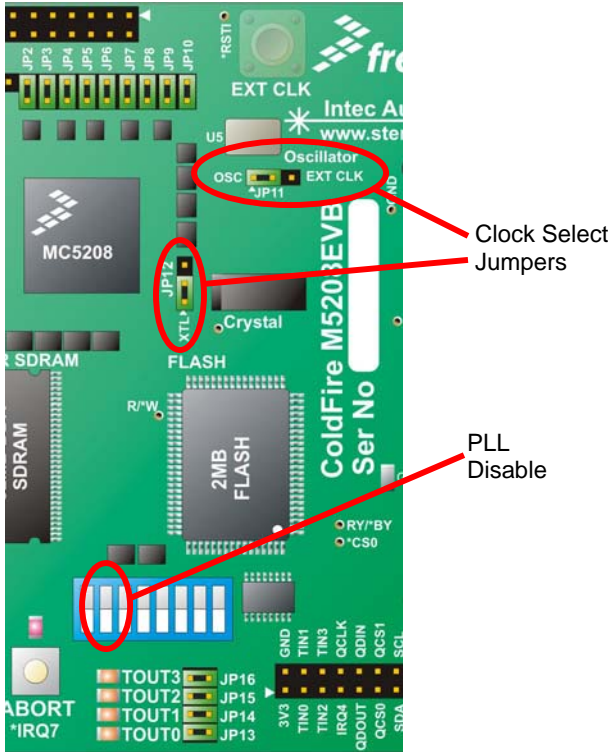 JP2 JP3 JP4 JP5 JP6 JP7 JP8 JP9 JP10
*RSTI
EXT CLK
fre
Intec Au
www.ster
U5
Oscillator
OSC EXT CLK
JP11
GND
Clock Select
Jumpers
MC5208
JP12
XTL
Crystal
ColdFire M5208EVB
Ser No
R SDRAM
FLASH
R/*W
SDRAM
2MB
FLASH
PLL
Disable
RY/*BY
*CS0
GND TIN1 TIN3 QCLK QDIN QCS1 SCL
3V3 TIN0 TIN2 IRQ4 QDOUT QCS0 SDA
TOUT3 JP16
TOUT2 JP15
TOUT1 JP14
TOUT0 JP13
ABORT
*IRQ7